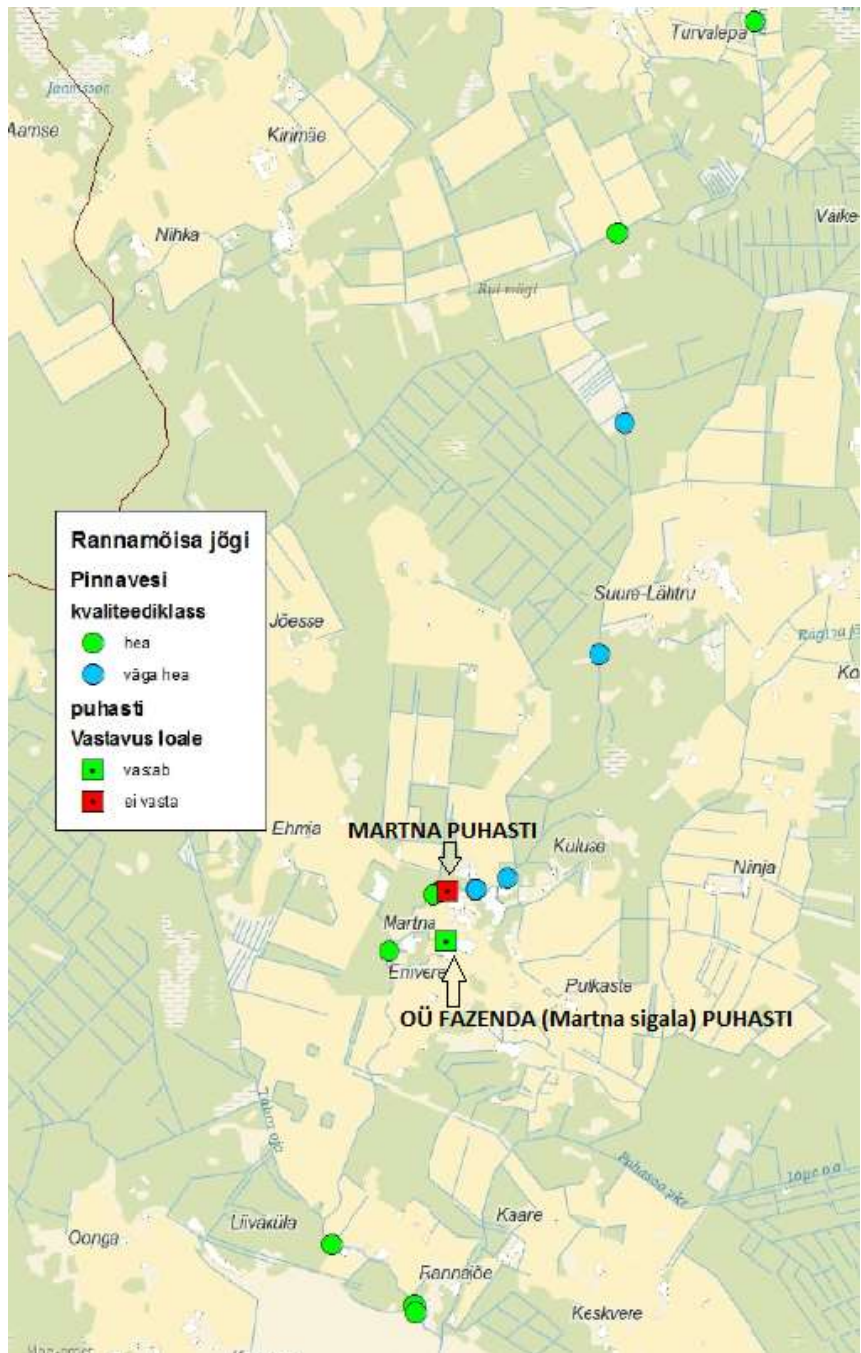 Turvalepa
Aamse
Kirimäe
Nihka
Väike-
Rannamõisa jõgi
Pinnavesi
kvaliteediklass
hea
väga hea
puhasti
Vastavus loale
vastab
ei vasta
Suure-Lähtru
Jõesse
Ehmja
MARTNA PUHASTI
Kuluse
Ninja
Martna
Enivere
Putkaste
OÜ FAZENDA (Martna sigala) PUHASTI
Liivaküla
Kaare
Oonga
Rannajõe
Keskvere